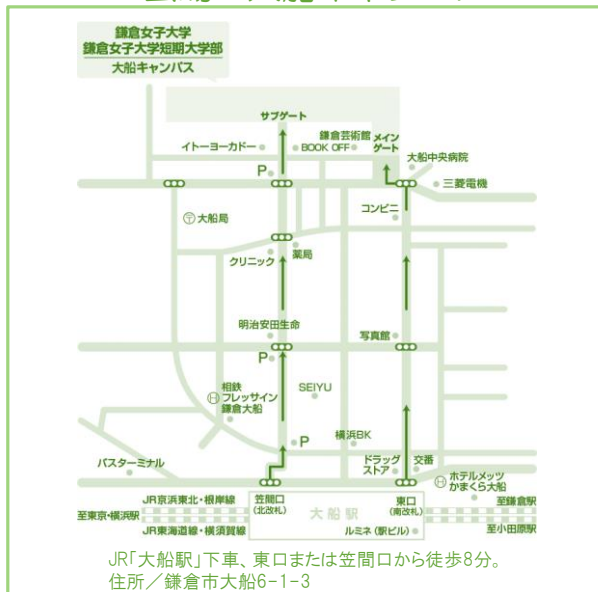 鎌倉女子大学
鎌倉女子大学短期大学部
大船キャンパス
サブゲート
イトーヨーカドー
BOOK OFF
鎌倉芸術館
メイン
ゲート
大船中央病院
三菱電機
P
コンビニ
〒大船局
クリニック
薬局
明治安田生命
写真館
P
相鉄
Ⓗフレッサイン
鎌倉大船
SEIYU
P
横浜BK
バスターミナル
ドラッグ
ストア
交番
Ⓗ
ホテルメッツ
かまくら大船
JR京浜東北・根岸線
至東京・横浜駅
JR東海道線・横須賀線
笠間口
(北改札)
大船駅
東口
(南改札)
ルミネ(駅ビル)
至鎌倉駅
至小田原駅
JR「大船駅」下車、東口または笠間口から徒歩8分。
住所／鎌倉市大船6-1-3